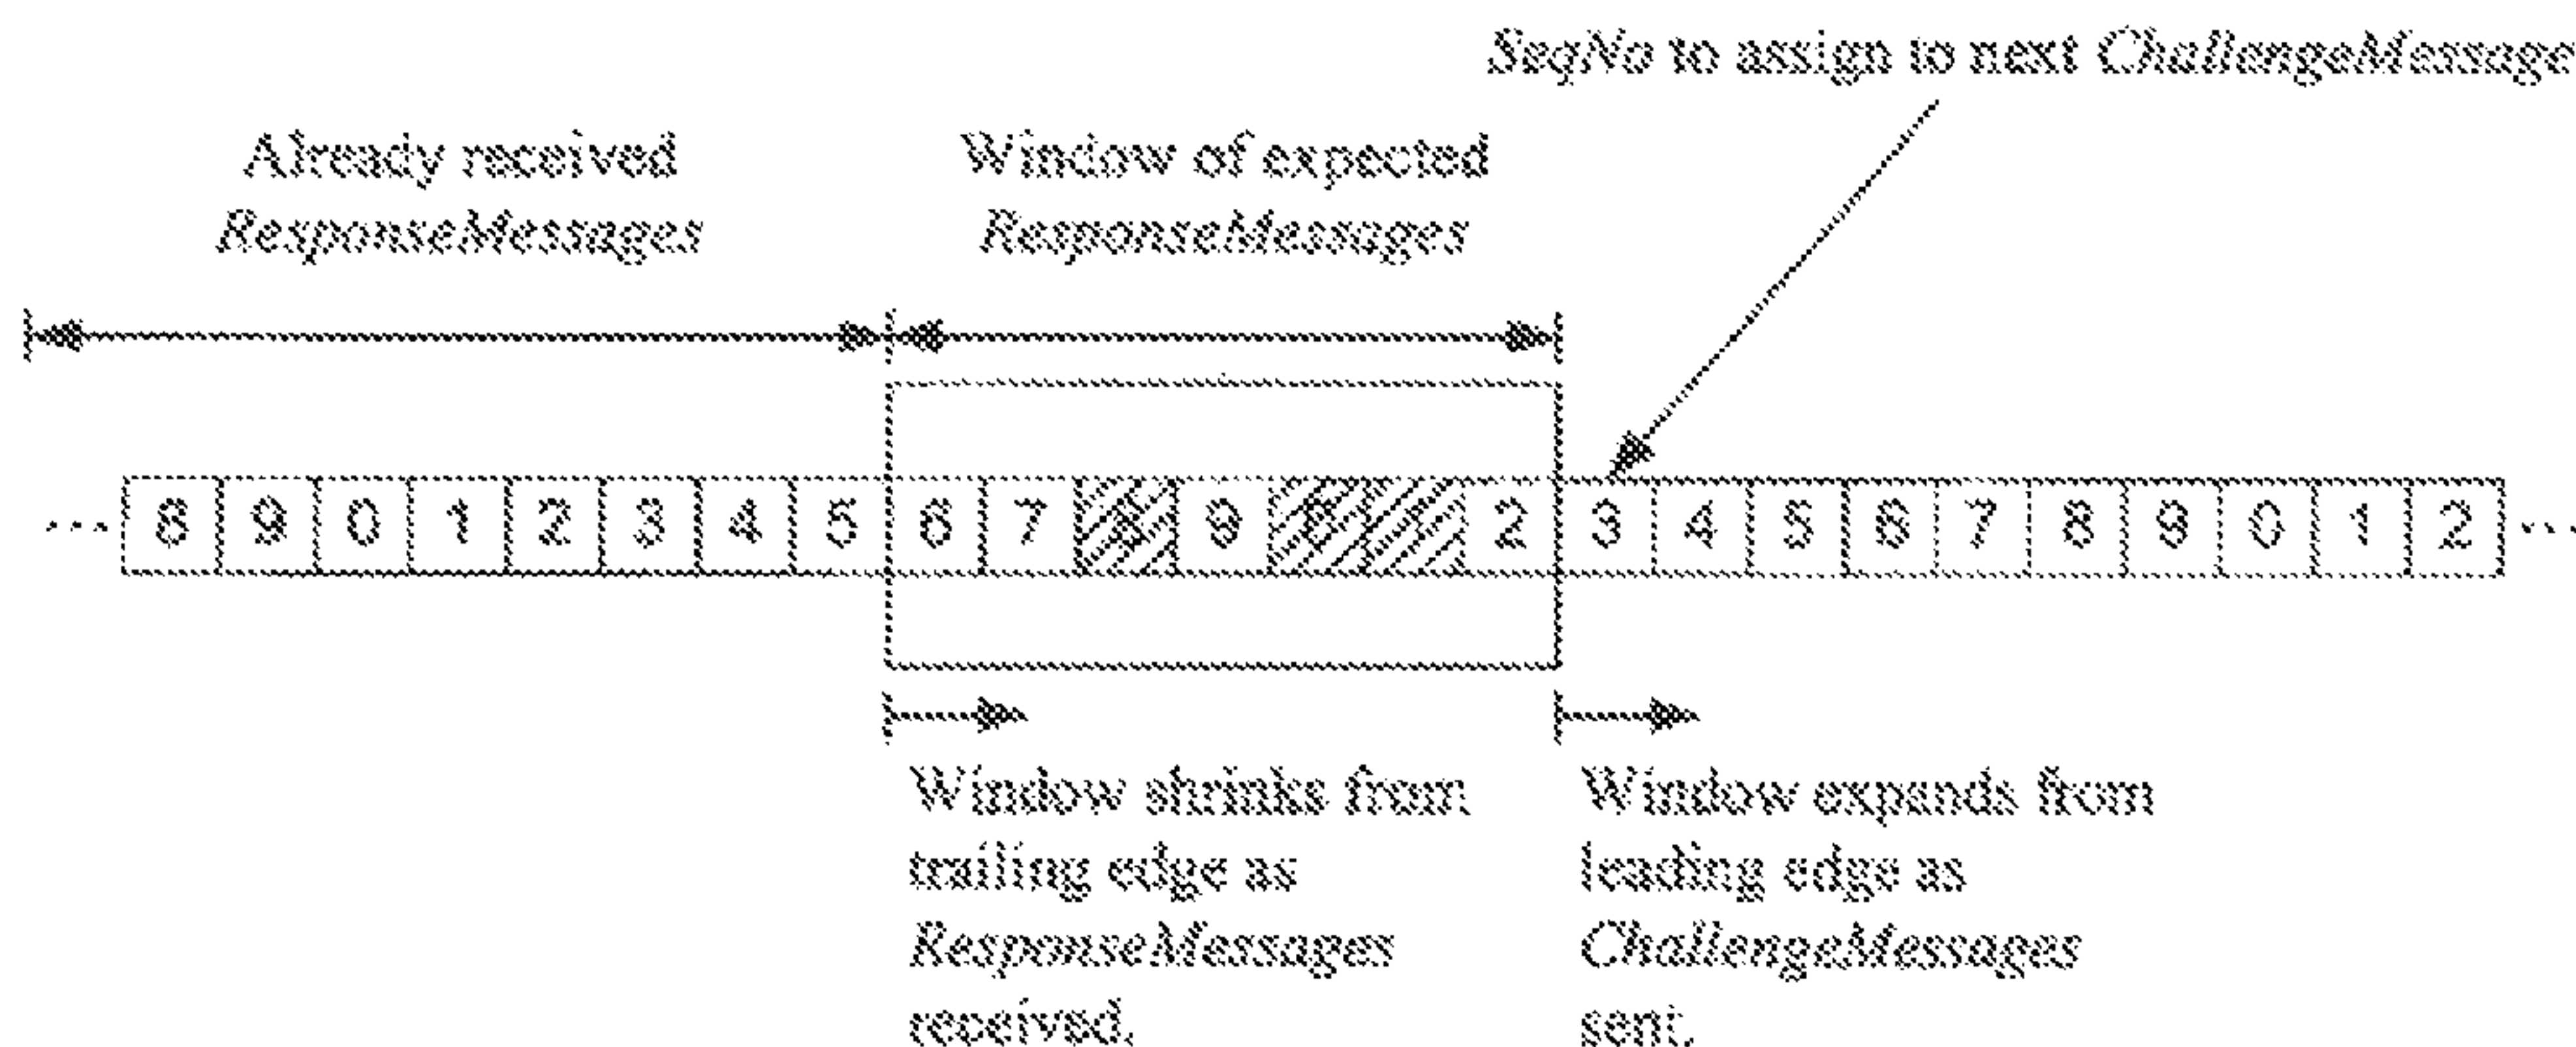 SeqNo to assign to next ChallengeMessage
Already received
ResponseMessages
Window of expected
ResponseMessages
... 8 9 0 1 2 3 4 5 6 7 9 2 3 4 5 6 7 8 9 0 1 2 ...
Window shrinks from
trailing edge as
ResponseMessages
received.
Window expands from
leading edge as
ChallengeMessages
sent.